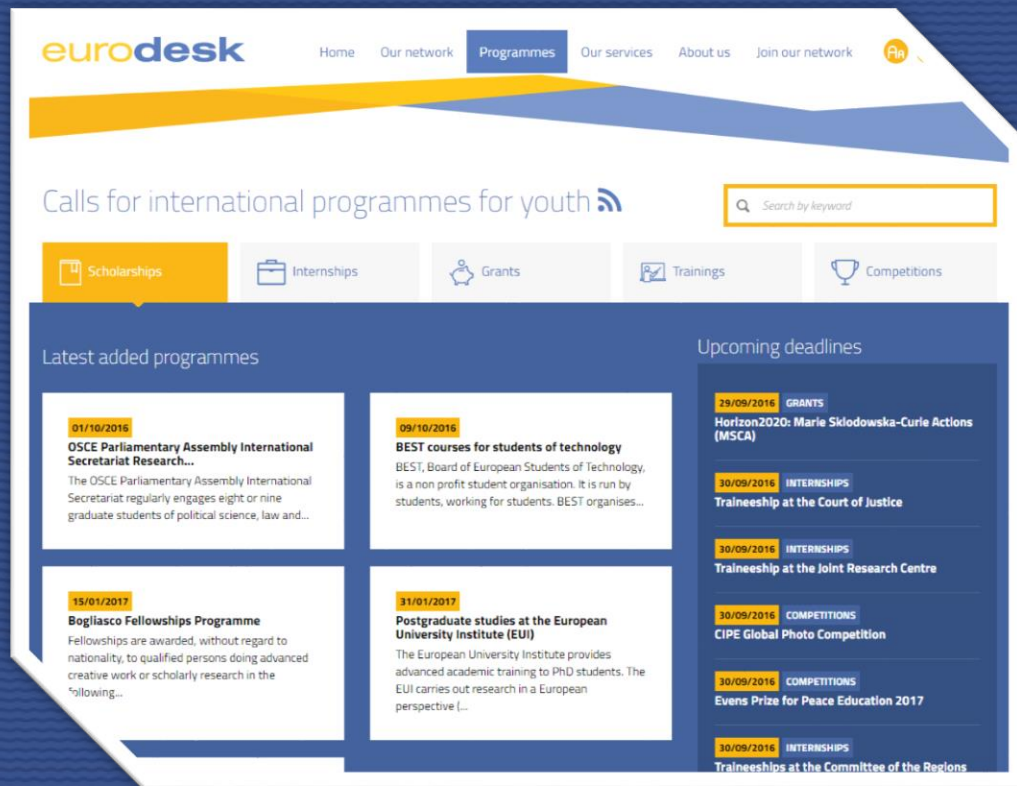 eurodesk
Home Our network Programmes Our services About us Join our network AA
Calls for international programmes for youth
Search by keyword
Scholarships Internships Grants Trainings Competitions
Latest added programmes
01/10/2016
OSCE Parliamentary Assembly International
Secretariat Research...
The OSCE Parliamentary Assembly International
Secretariat regularly engages eight or nine
graduate students of political science, law and...
09/10/2016
BEST courses for students of technology
BEST, Board of European Students of Technology,
is a non profit student organisation. It is run by
students, working for students. BEST organises...
15/01/2017
Bogliasco Fellowships Programme
Fellowships are awarded, without regard to
nationality, to qualified persons doing advanced
creative work or scholarly research in the
following...
31/01/2017
Postgraduate studies at the European
University Institute (EUI)
The European University Institute provides
advanced academic training to PhD students. The
EUI carries out research in a European
perspective (...
Upcoming deadlines
29/09/2016 GRANTS
Horizon2020: Marie Sklodowska-Curie Actions
(MSCA)
30/09/2016 INTERNSHIPS
Traineeship at the Court of Justice
30/09/2016 INTERNSHIPS
Traineeship at the Joint Research Centre
30/09/2016 COMPETITIONS
CIPE Global Photo Competition
30/09/2016 COMPETITIONS
Evens Prize for Peace Education 2017
30/09/2016 INTERNSHIPS
Traineeships at the Committee of the Regions